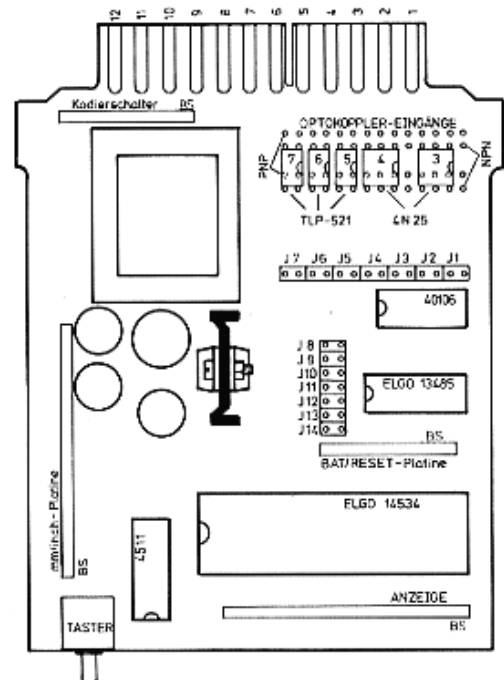 12 11 10 9 8 7 6 5 4 3 2 1
Kodierschalter BS
OPTOKOPPLER-EINGÄNGE
PNP
7 6 5 4 3
NPN
TLP-521 4N 25
J7 J6 J5 J4 J3 J2 J1
40106
J8
J9
J10
J11
J12
J13
J14
ELGO 13485
BS
BAT/RESET-Platine
mm/inch-Platine
BS
ELGO 14534
4511
ANZEIGE
BS
TASTER